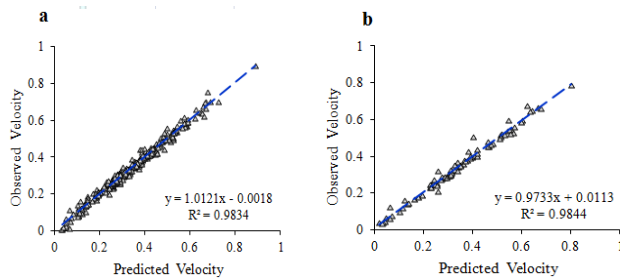 a
Observed Velocity
1
0.8
0.6
0.4
0.2
0
0 0.2 0.4 0.6 0.8 1
y = 1.0121x - 0.0018
R² = 0.9834
Predicted Velocity
b
Observed Velocity
1
0.8
0.6
0.4
0.2
0
0 0.2 0.4 0.6 0.8 1
y = 0.9733x + 0.0113
R² = 0.9844
Predicted Velocity